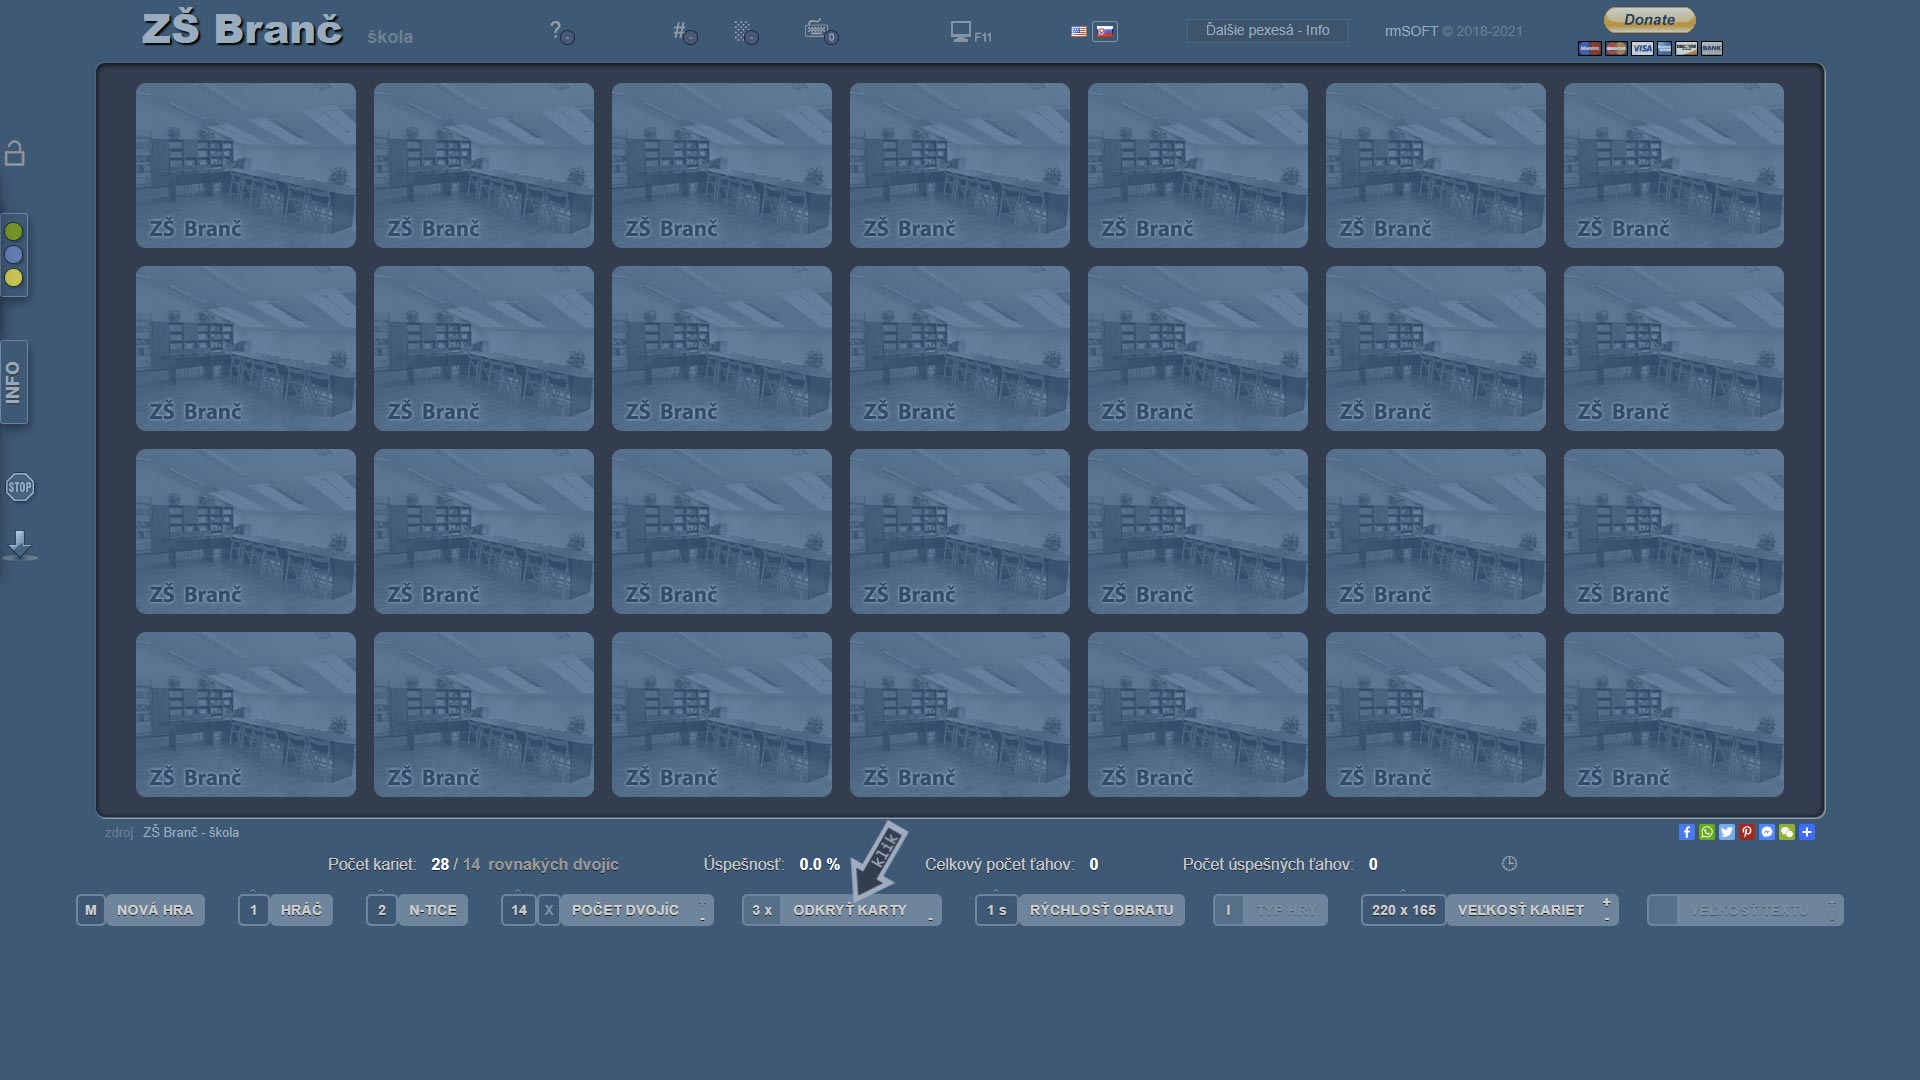 ZŠ Branč škola
? - # - - 0 F11
Ďalšie pexesá - Info
rmSOFT © 2018-2021
Donate
VISA BANK
INFO
STOP
ZŠ Branč ZŠ Branč ZŠ Branč ZŠ Branč ZŠ Branč ZŠ Branč ZŠ Branč
ZŠ Branč ZŠ Branč ZŠ Branč ZŠ Branč ZŠ Branč ZŠ Branč ZŠ Branč
ZŠ Branč ZŠ Branč ZŠ Branč ZŠ Branč ZŠ Branč ZŠ Branč ZŠ Branč
ZŠ Branč ZŠ Branč ZŠ Branč ZŠ Branč ZŠ Branč ZŠ Branč ZŠ Branč
zdroj ZŠ Branč - škola
klik
Počet kariet: 28 / 14 rovnakých dvojíc Úspešnosť: 0.0 % Celkový počet ťahov: 0 Počet úspešných ťahov: 0
M NOVÁ HRA 1 HRÁČ 2 N-TICE 14 X POČET DVOJÍC + - 3 x ODKRYŤ KARTY - 1 s RÝCHLOSŤ OBRATU I TYP HRY 220 x 165 VEĽKOSŤ KARIET + - VEĽKOSŤ TEXTU + -